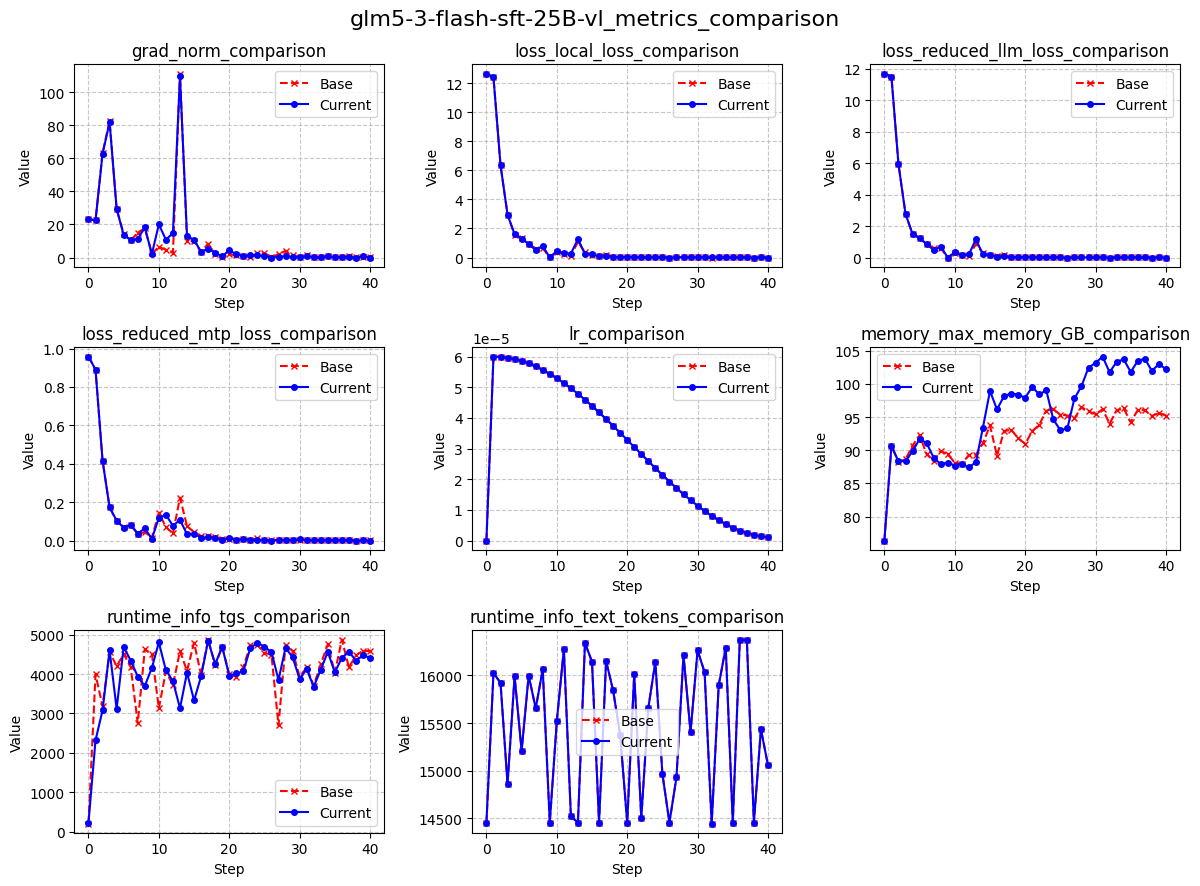 glm5-3-flash-sft-25B-vl_metrics_comparison
grad_norm_comparison
Value
100
80
60
40
20
0
0 10 20 30 40
Step
Base
Current
loss_local_loss_comparison
Value
12
10
8
6
4
2
0
0 10 20 30 40
Step
Base
Current
loss_reduced_llm_loss_comparison
Value
12
10
8
6
4
2
0
0 10 20 30 40
Step
Base
Current
loss_reduced_mtp_loss_comparison
Value
1.0
0.8
0.6
0.4
0.2
0.0
0 10 20 30 40
Step
Base
Current
lr_comparison
1e−5
Value
6
5
4
3
2
1
0
0 10 20 30 40
Step
Base
Current
memory_max_memory_GB_comparison
Value
105
100
95
90
85
80
0 10 20 30 40
Step
Base
Current
runtime_info_tgs_comparison
Value
5000
4000
3000
2000
1000
0
0 10 20 30 40
Step
Base
Current
runtime_info_text_tokens_comparison
Value
16000
15500
15000
14500
0 10 20 30 40
Step
Base
Current